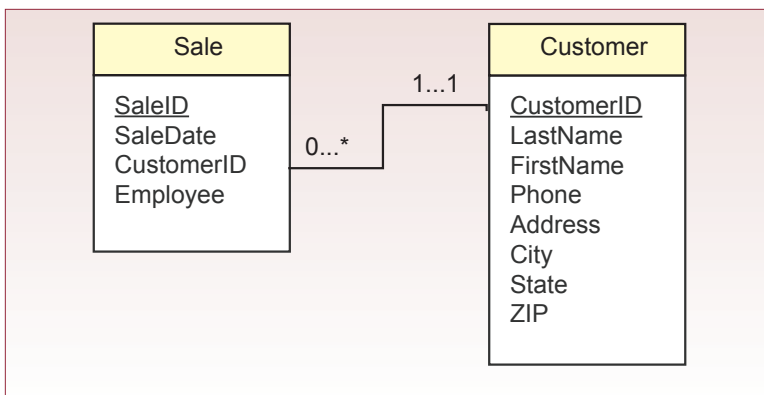 Sale
SaleID
SaleDate
CustomerID
Employee
0...*
1...1
Customer
CustomerID
LastName
FirstName
Phone
Address
City
State
ZIP